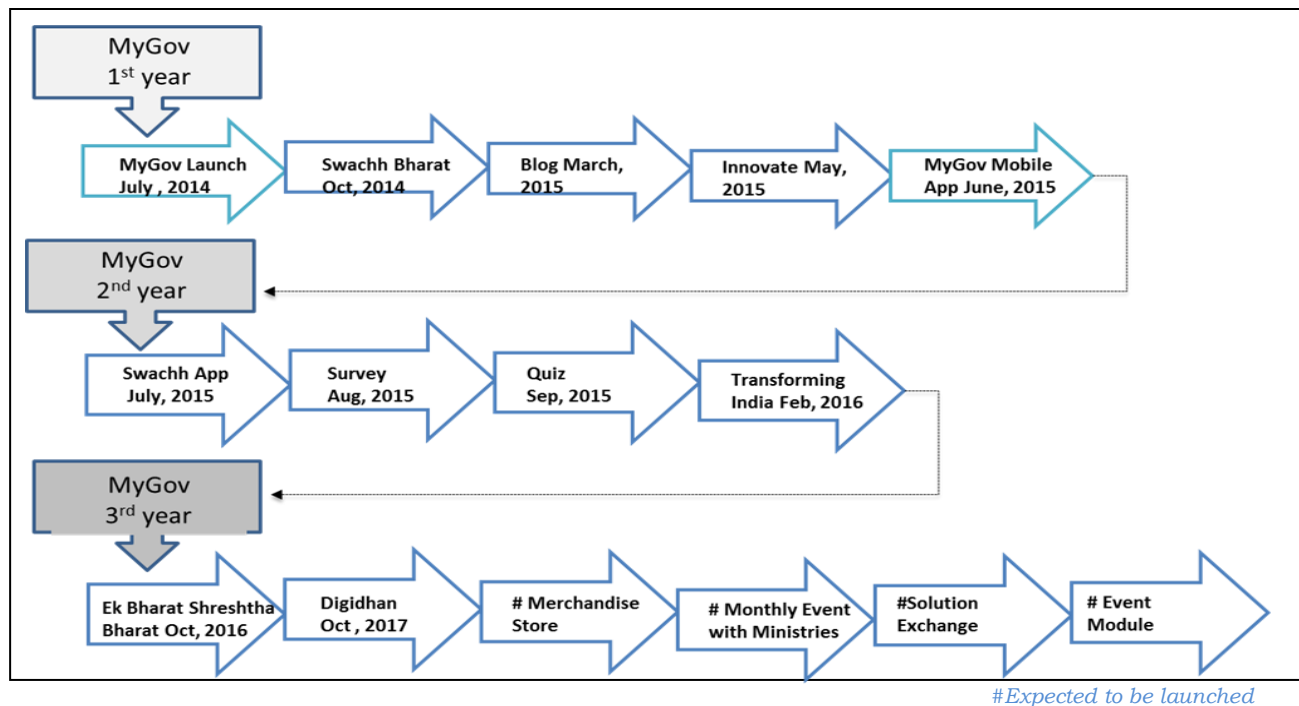 MyGov
1st year
MyGov Launch
July , 2014
Swachh Bharat
Oct, 2014
Blog March,
2015
Innovate May,
2015
MyGov Mobile
App June, 2015
MyGov
2nd year
Swachh App
July, 2015
Survey
Aug, 2015
Quiz
Sep, 2015
Transforming
India Feb, 2016
MyGov
3rd year
Ek Bharat Shreshtha
Bharat Oct, 2016
Digidhan
Oct , 2017
# Merchandise
Store
# Monthly Event
with Ministries
#Solution
Exchange
# Event
Module
#Expected to be launched